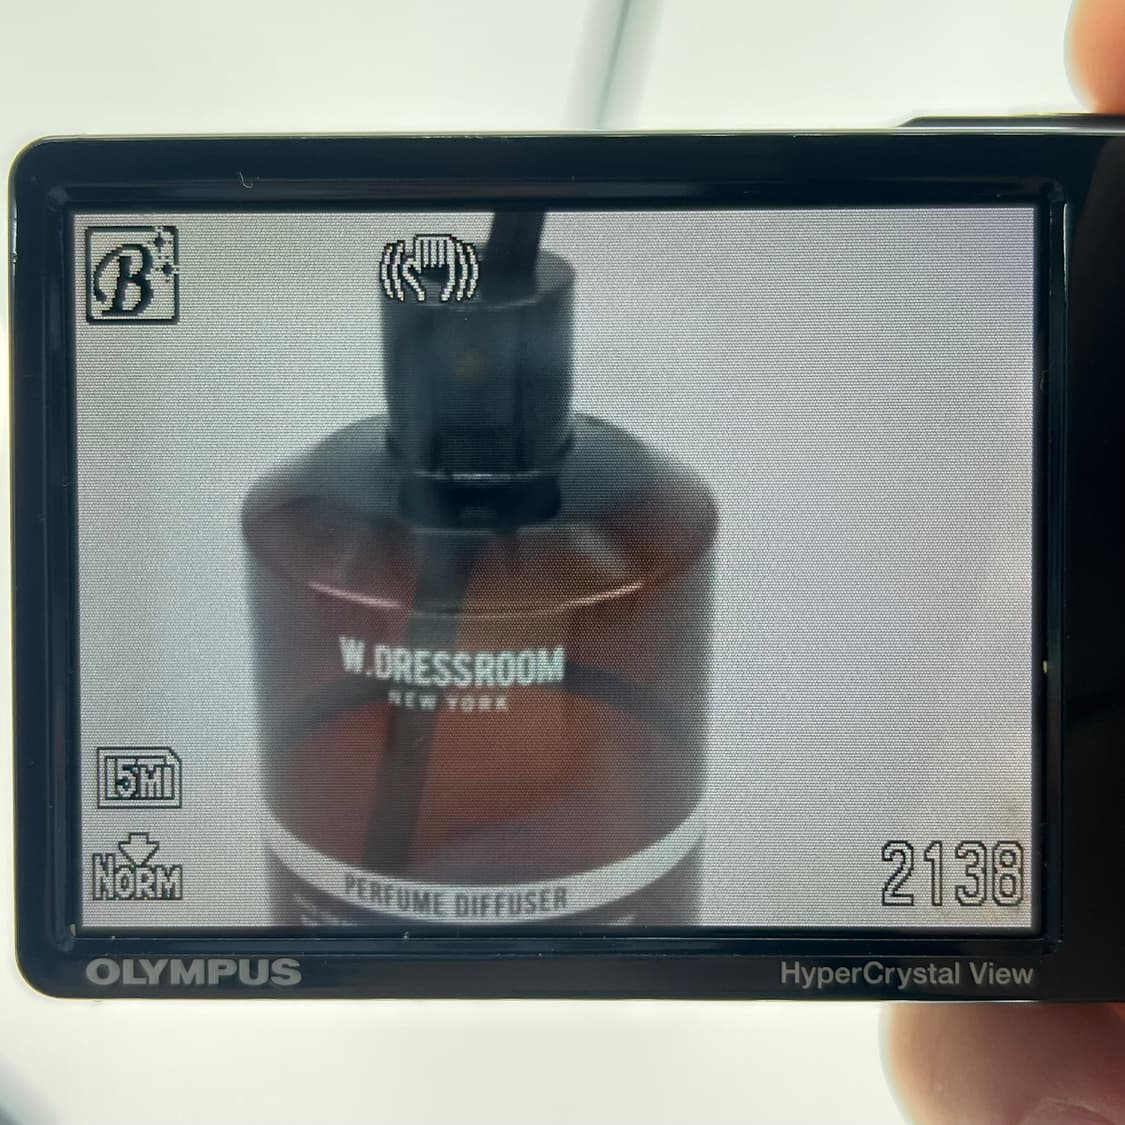 B
W.DRESSROOM
NEW YORK
5M
PERFUME DIFFUSER
NORM
2138
OLYMPUS
HyperCrystal View